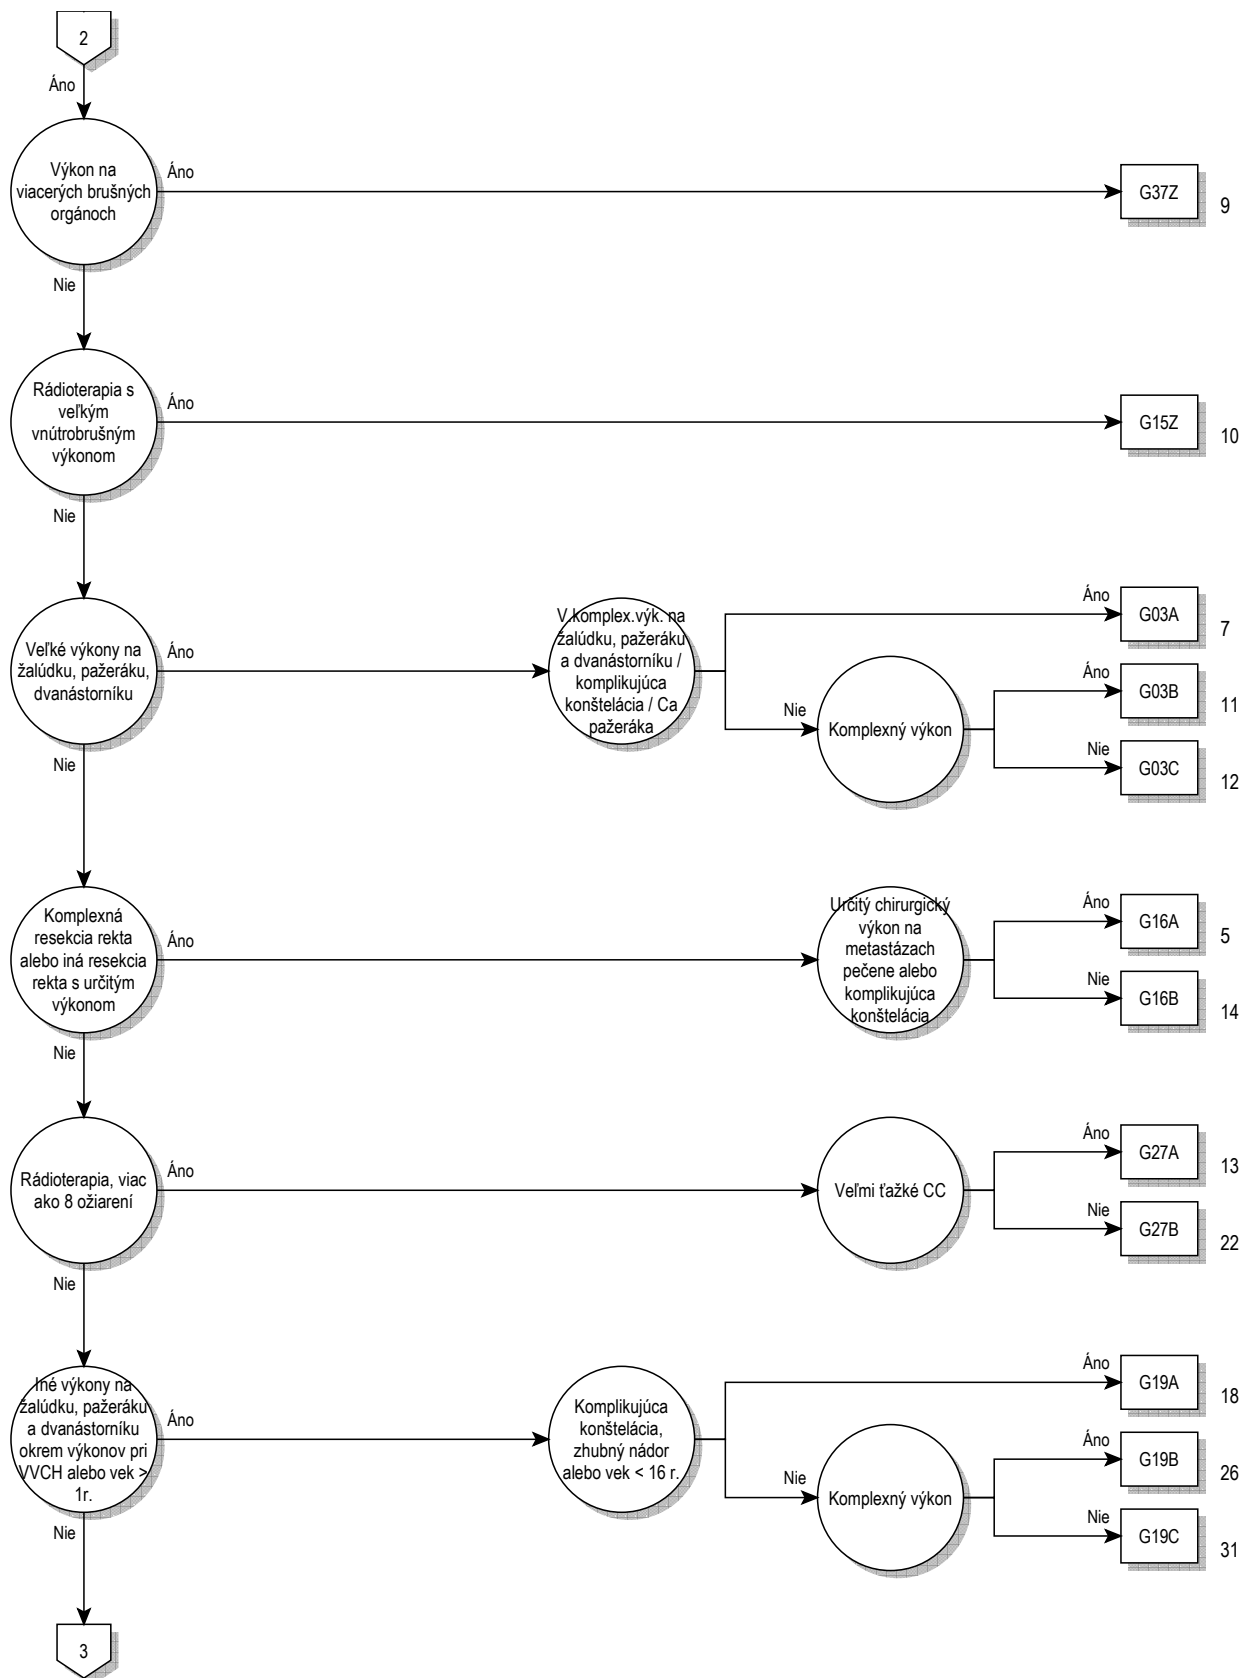 2
Áno
Výkon na
viacerých brušných
orgánoch
Áno
G37Z
9
Nie
Rádioterapia s
veľkým
vnútrobrušným
výkonom
Áno
G15Z
10
Nie
Veľké výkony na
žalúdku, pažeráku,
dvanástorníku
Áno
V.komplex.výk. na
žalúdku, pažeráku
a dvanástorníku /
komplikujúca
konštelácia / Ca
pažeráka
Áno
G03A
7
Nie
Komplexný výkon
Áno
G03B
11
Nie
G03C
12
Nie
Komplexná
resekcia rekta
alebo iná resekcia
rekta s určitým
výkonom
Áno
Určitý chirurgický
výkon na
metastázach
pečene alebo
komplikujúca
konštelácia
Áno
G16A
5
Nie
G16B
14
Nie
Rádioterapia, viac
ako 8 ožiarení
Áno
Veľmi ťažké CC
Áno
G27A
13
Nie
G27B
22
Nie
Iné výkony na
žalúdku, pažeráku
a dvanástorníku
okrem výkonov pri
VVCH alebo vek >
1r.
Áno
Komplikujúca
konštelácia,
zhubný nádor
alebo vek < 16 r.
Áno
G19A
18
Nie
Komplexný výkon
Áno
G19B
26
Nie
G19C
31
Nie
3